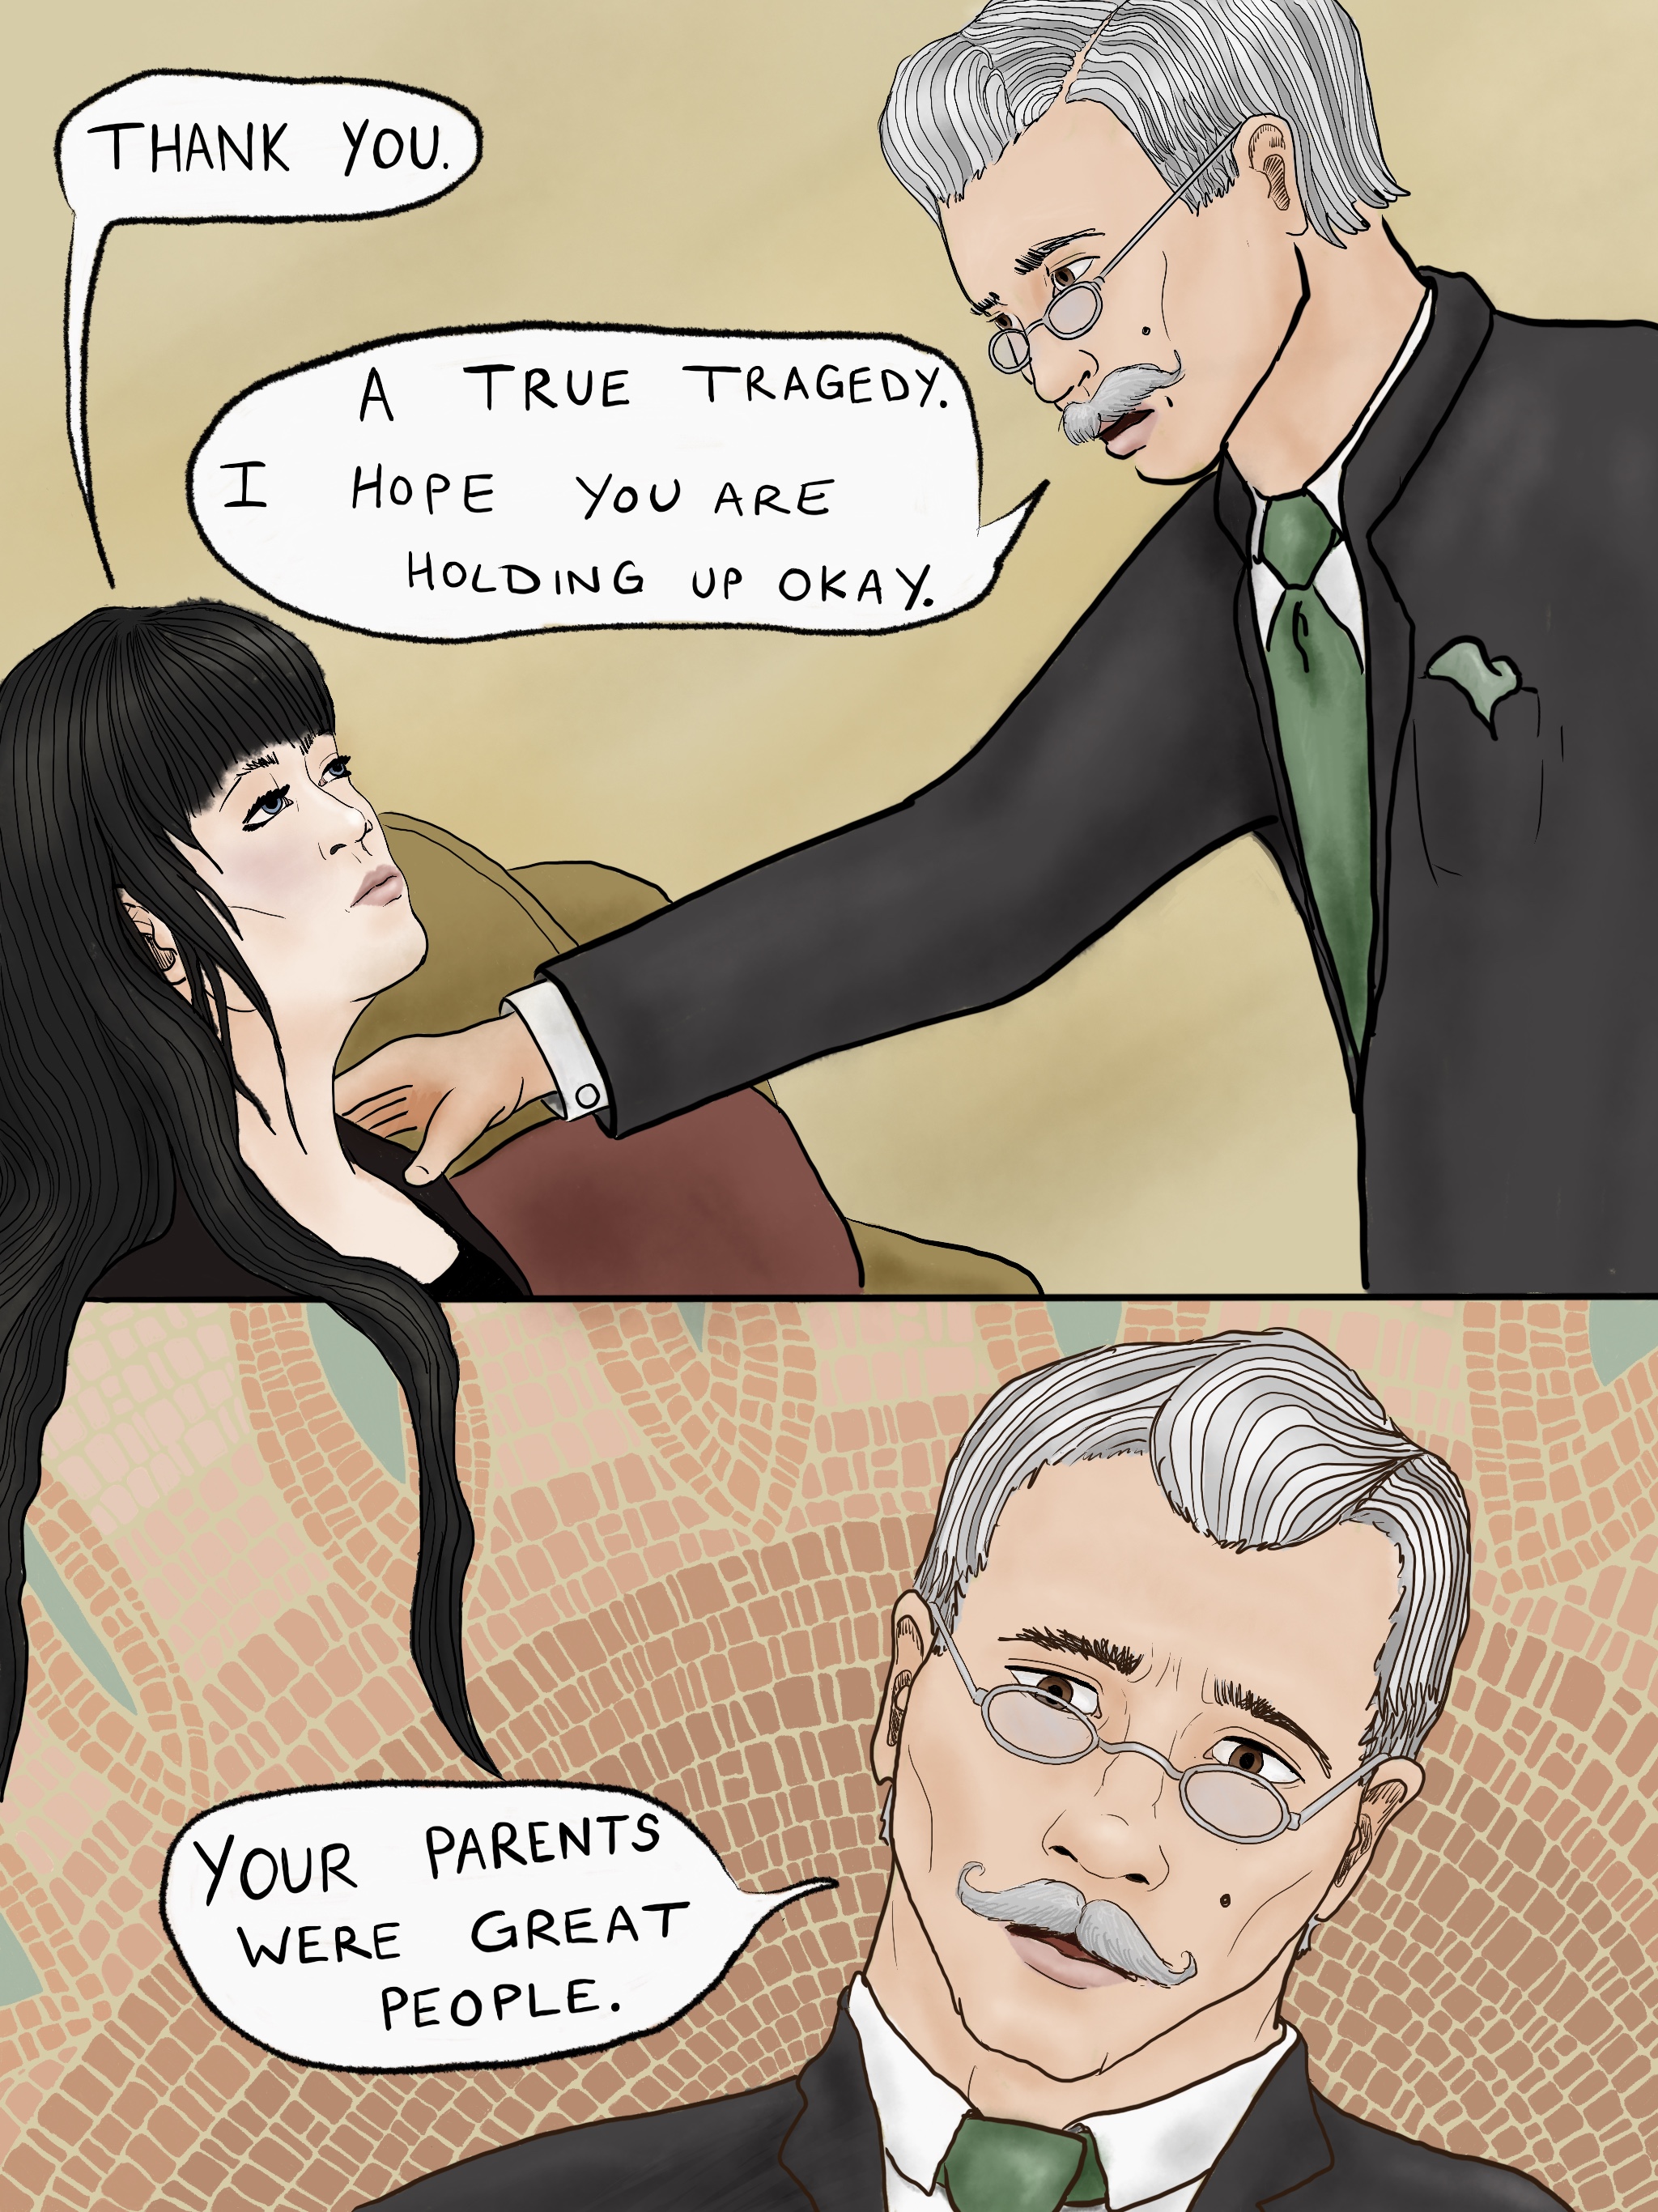 THANK YOU.
A TRUE TRAGEDY.
I HOPE YOU ARE
HOLDING UP OKAY.
YOUR PARENTS
WERE GREAT
PEOPLE.